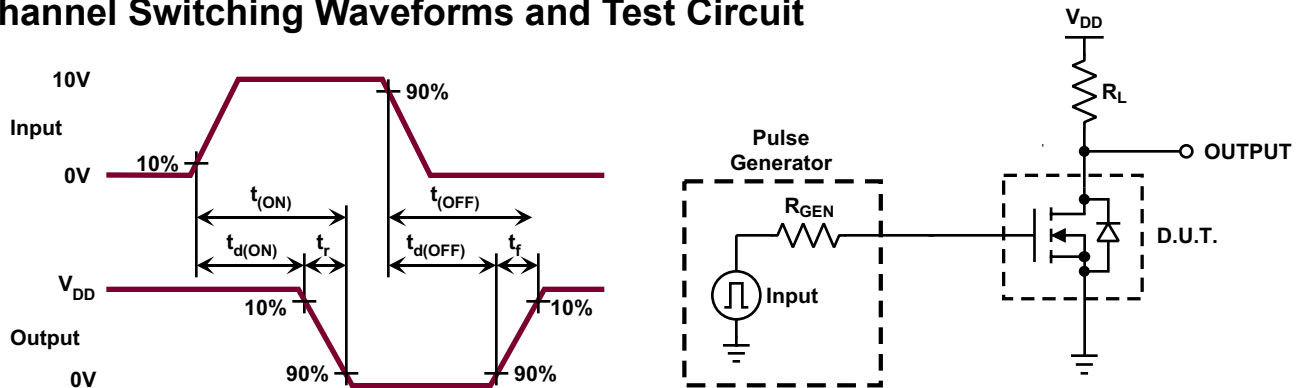 hannel Switching Waveforms and Test Circuit
10V
Input
0V
10%
90%
t(ON)
t(OFF)
td(ON)
tr
td(OFF)
tf
VDD
Output
0V
10%
90%
10%
90%
Pulse
Generator
RGEN
Input
VDD
RL
OUTPUT
D.U.T.